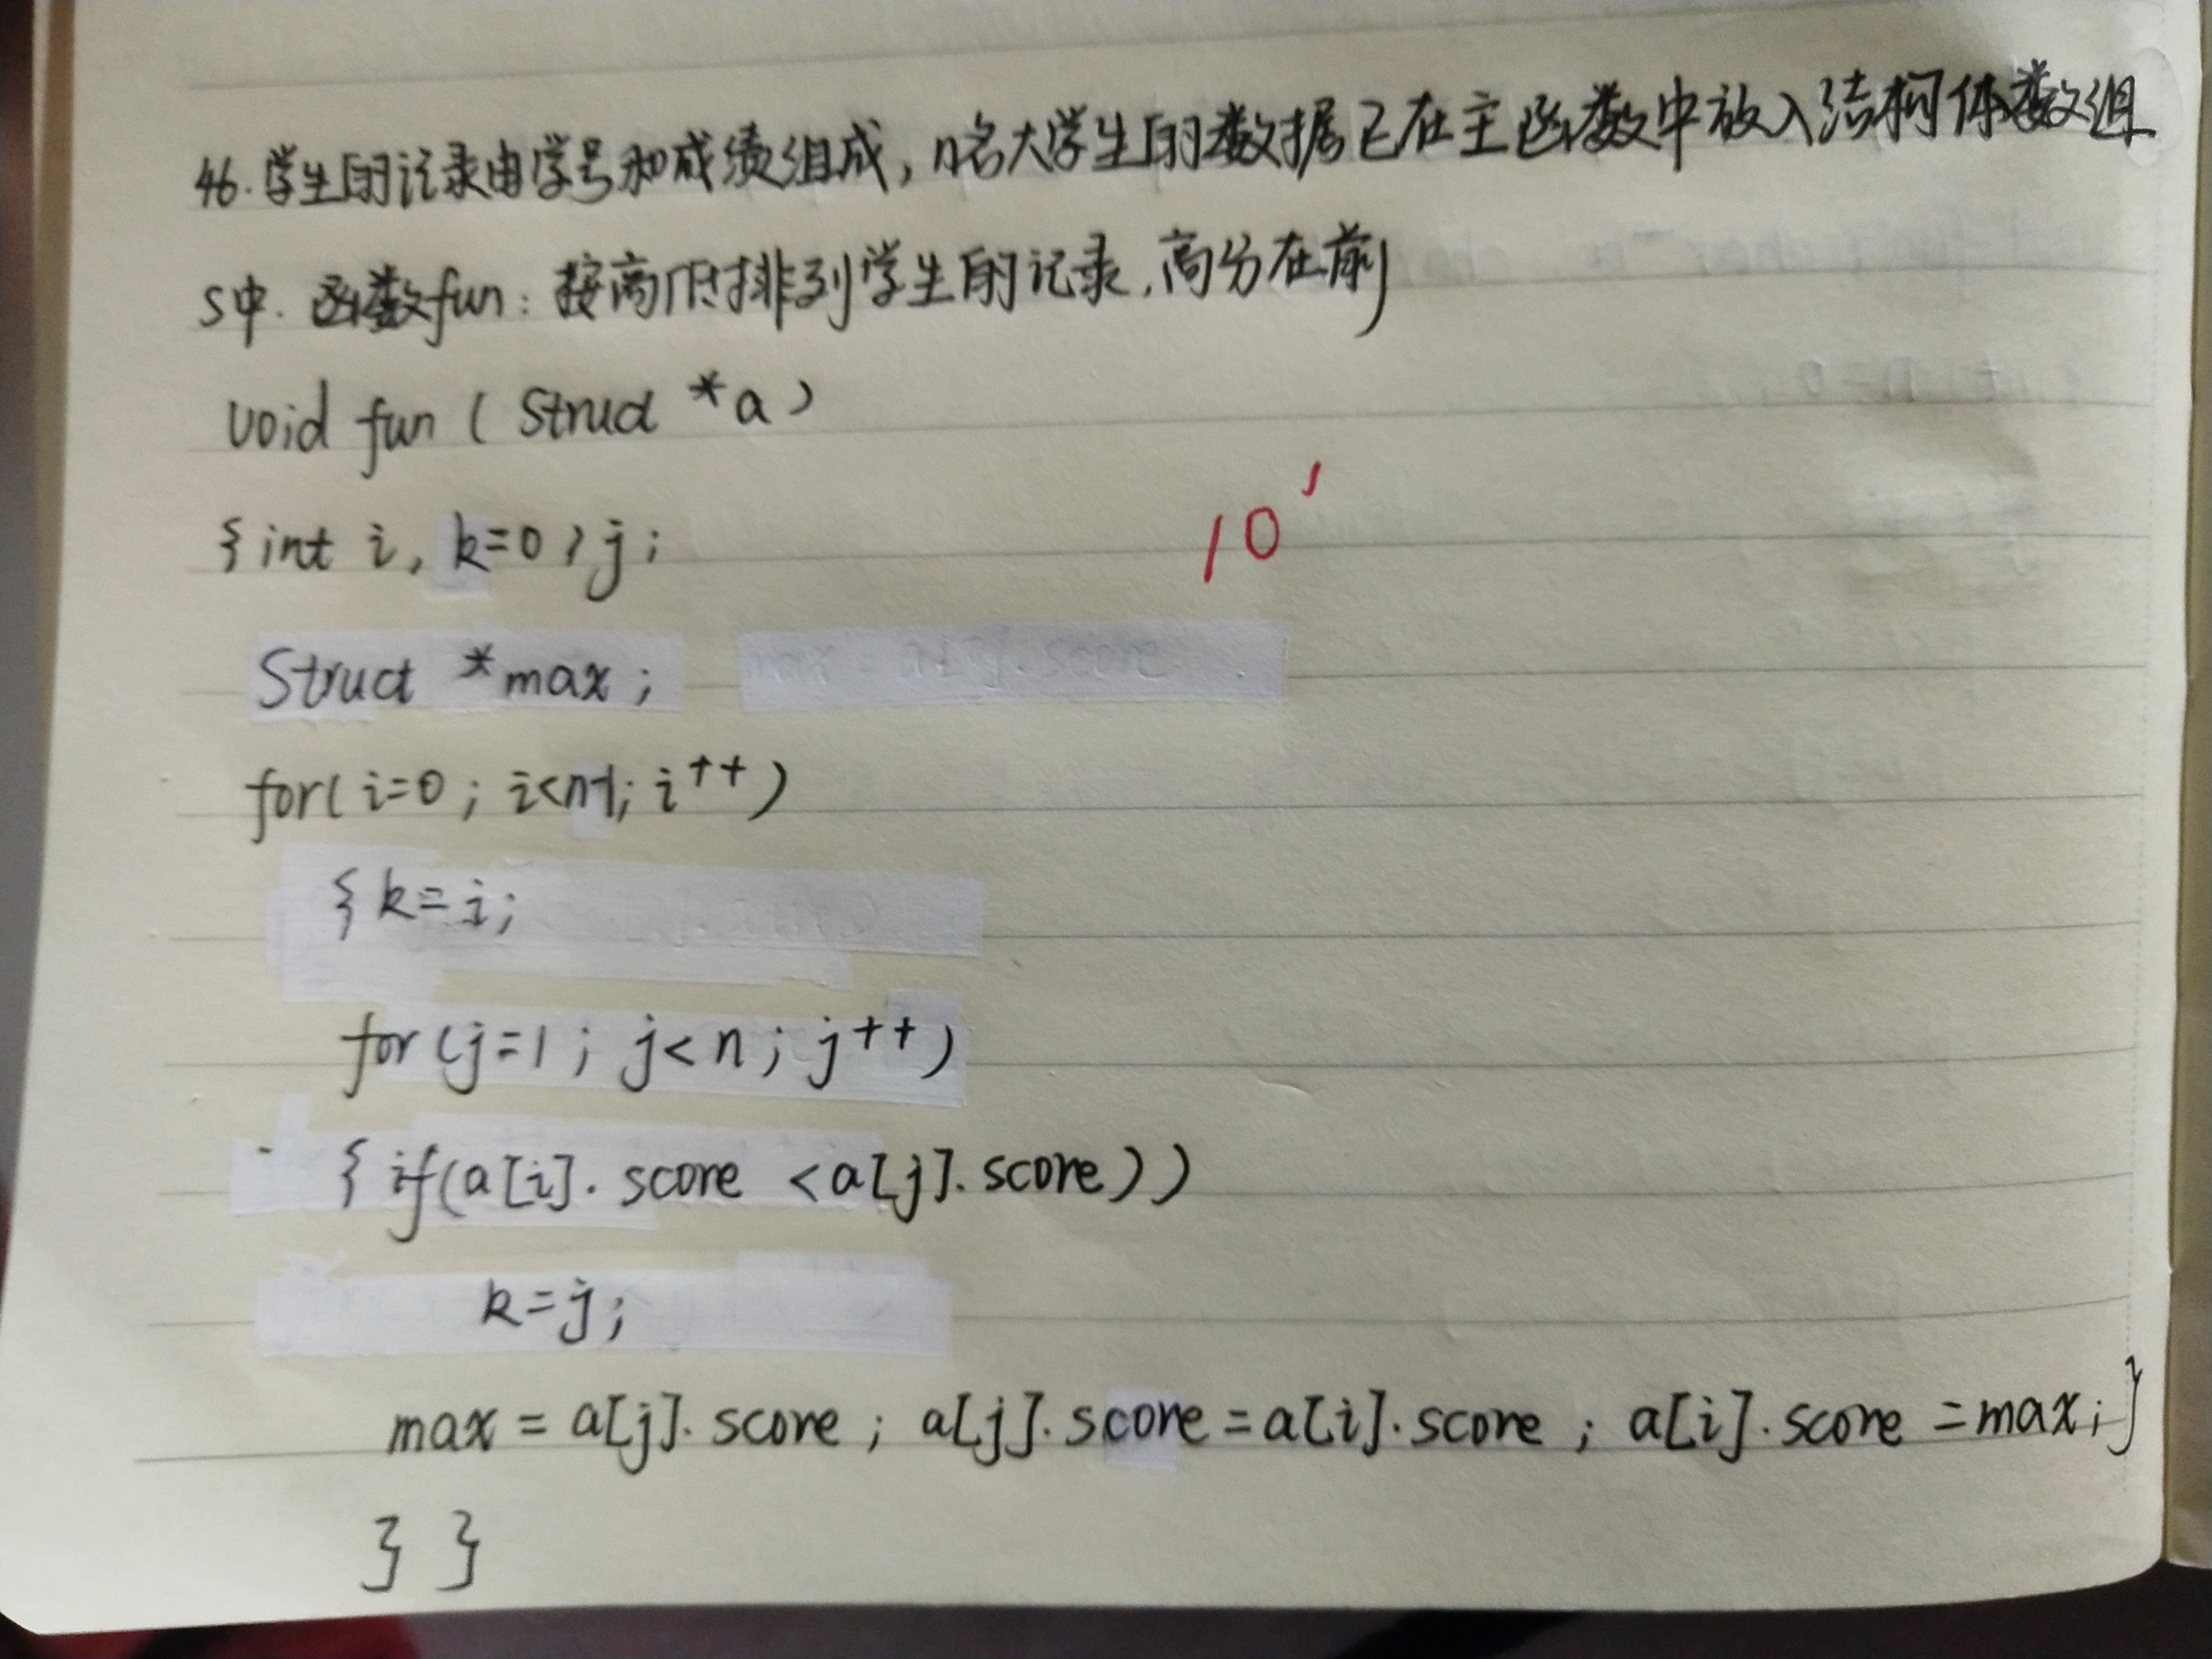 46.学生的记录由学号和成绩组成,n名大学生的数据已在主函数中放入结构体数组
S中.函数fun:按高低排列学生的记录.高分在前
void fun ( Struct *a )
10'
{int i, k=0,j;
Struct *max; max = a[j].score
for( i=0; i<n-1; i++)
{ k=i;
for(j=1; j<n; j++)
{ if(a[i].score <a[j].score))
k=j;
max = a[j].score; a[j].score=a[i].score; a[i].score =max;}
} }